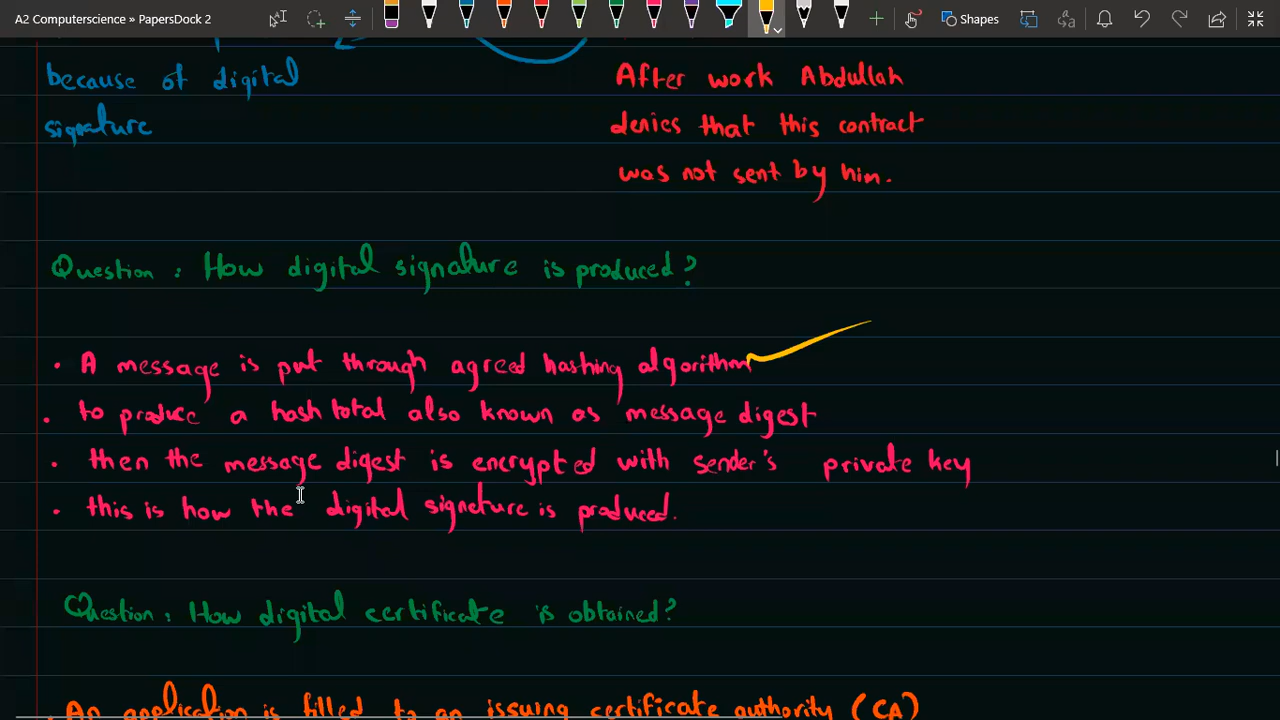 A2 Computerscience » PapersDock 2
Shapes
because of digital
signature
After work Abdullah
denies that this contract
was not sent by him.
Question : How digital signature is produced?
• A message is put through agreed hashing algorithm
• to produce a hash total also known as message digest
• then the message digest is encrypted with sender's private key
• this is how the digital signature is produced.
Question : How digital certificate is obtained?
• An application is filled to an issuing certificate authority (CA)